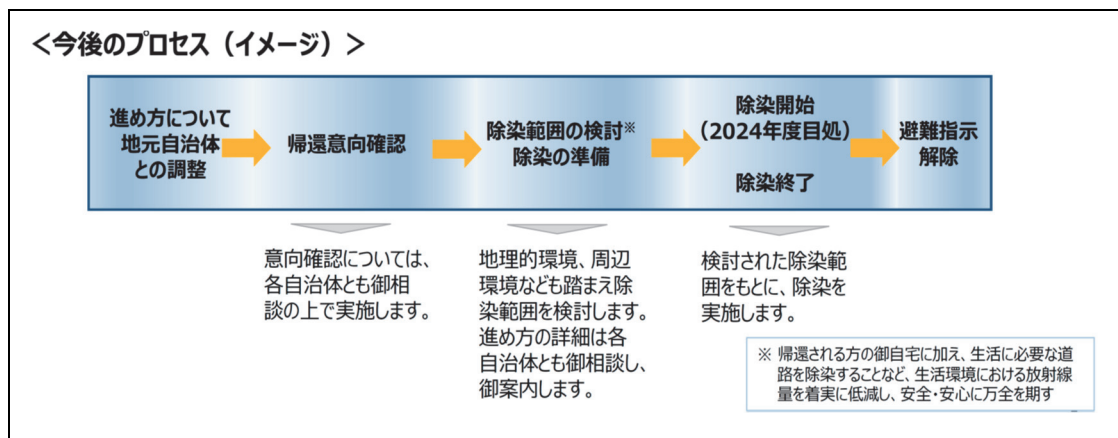 ＜今後のプロセス（イメージ）＞
進め方について
地元自治体
との調整
帰還意向確認
除染範囲の検討※
除染の準備
除染開始
（2024年度目処）
除染終了
避難指示
解除
意向確認については、
各自治体とも御相
談の上で実施します。
地理的環境、周辺
環境なども踏まえ除
染範囲を検討します。
進め方の詳細は各
自治体とも御相談し、
御案内します。
検討された除染範
囲をもとに、除染を
実施します。
※ 帰還される方の御自宅に加え、生活に必要な道
路を除染することなど、生活環境における放射線
量を着実に低減し、安全・安心に万全を期す